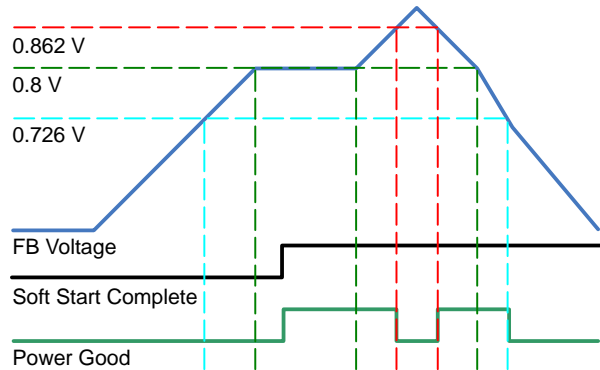 0.862 V
0.8 V
0.726 V
FB Voltage
Soft Start Complete
Power Good